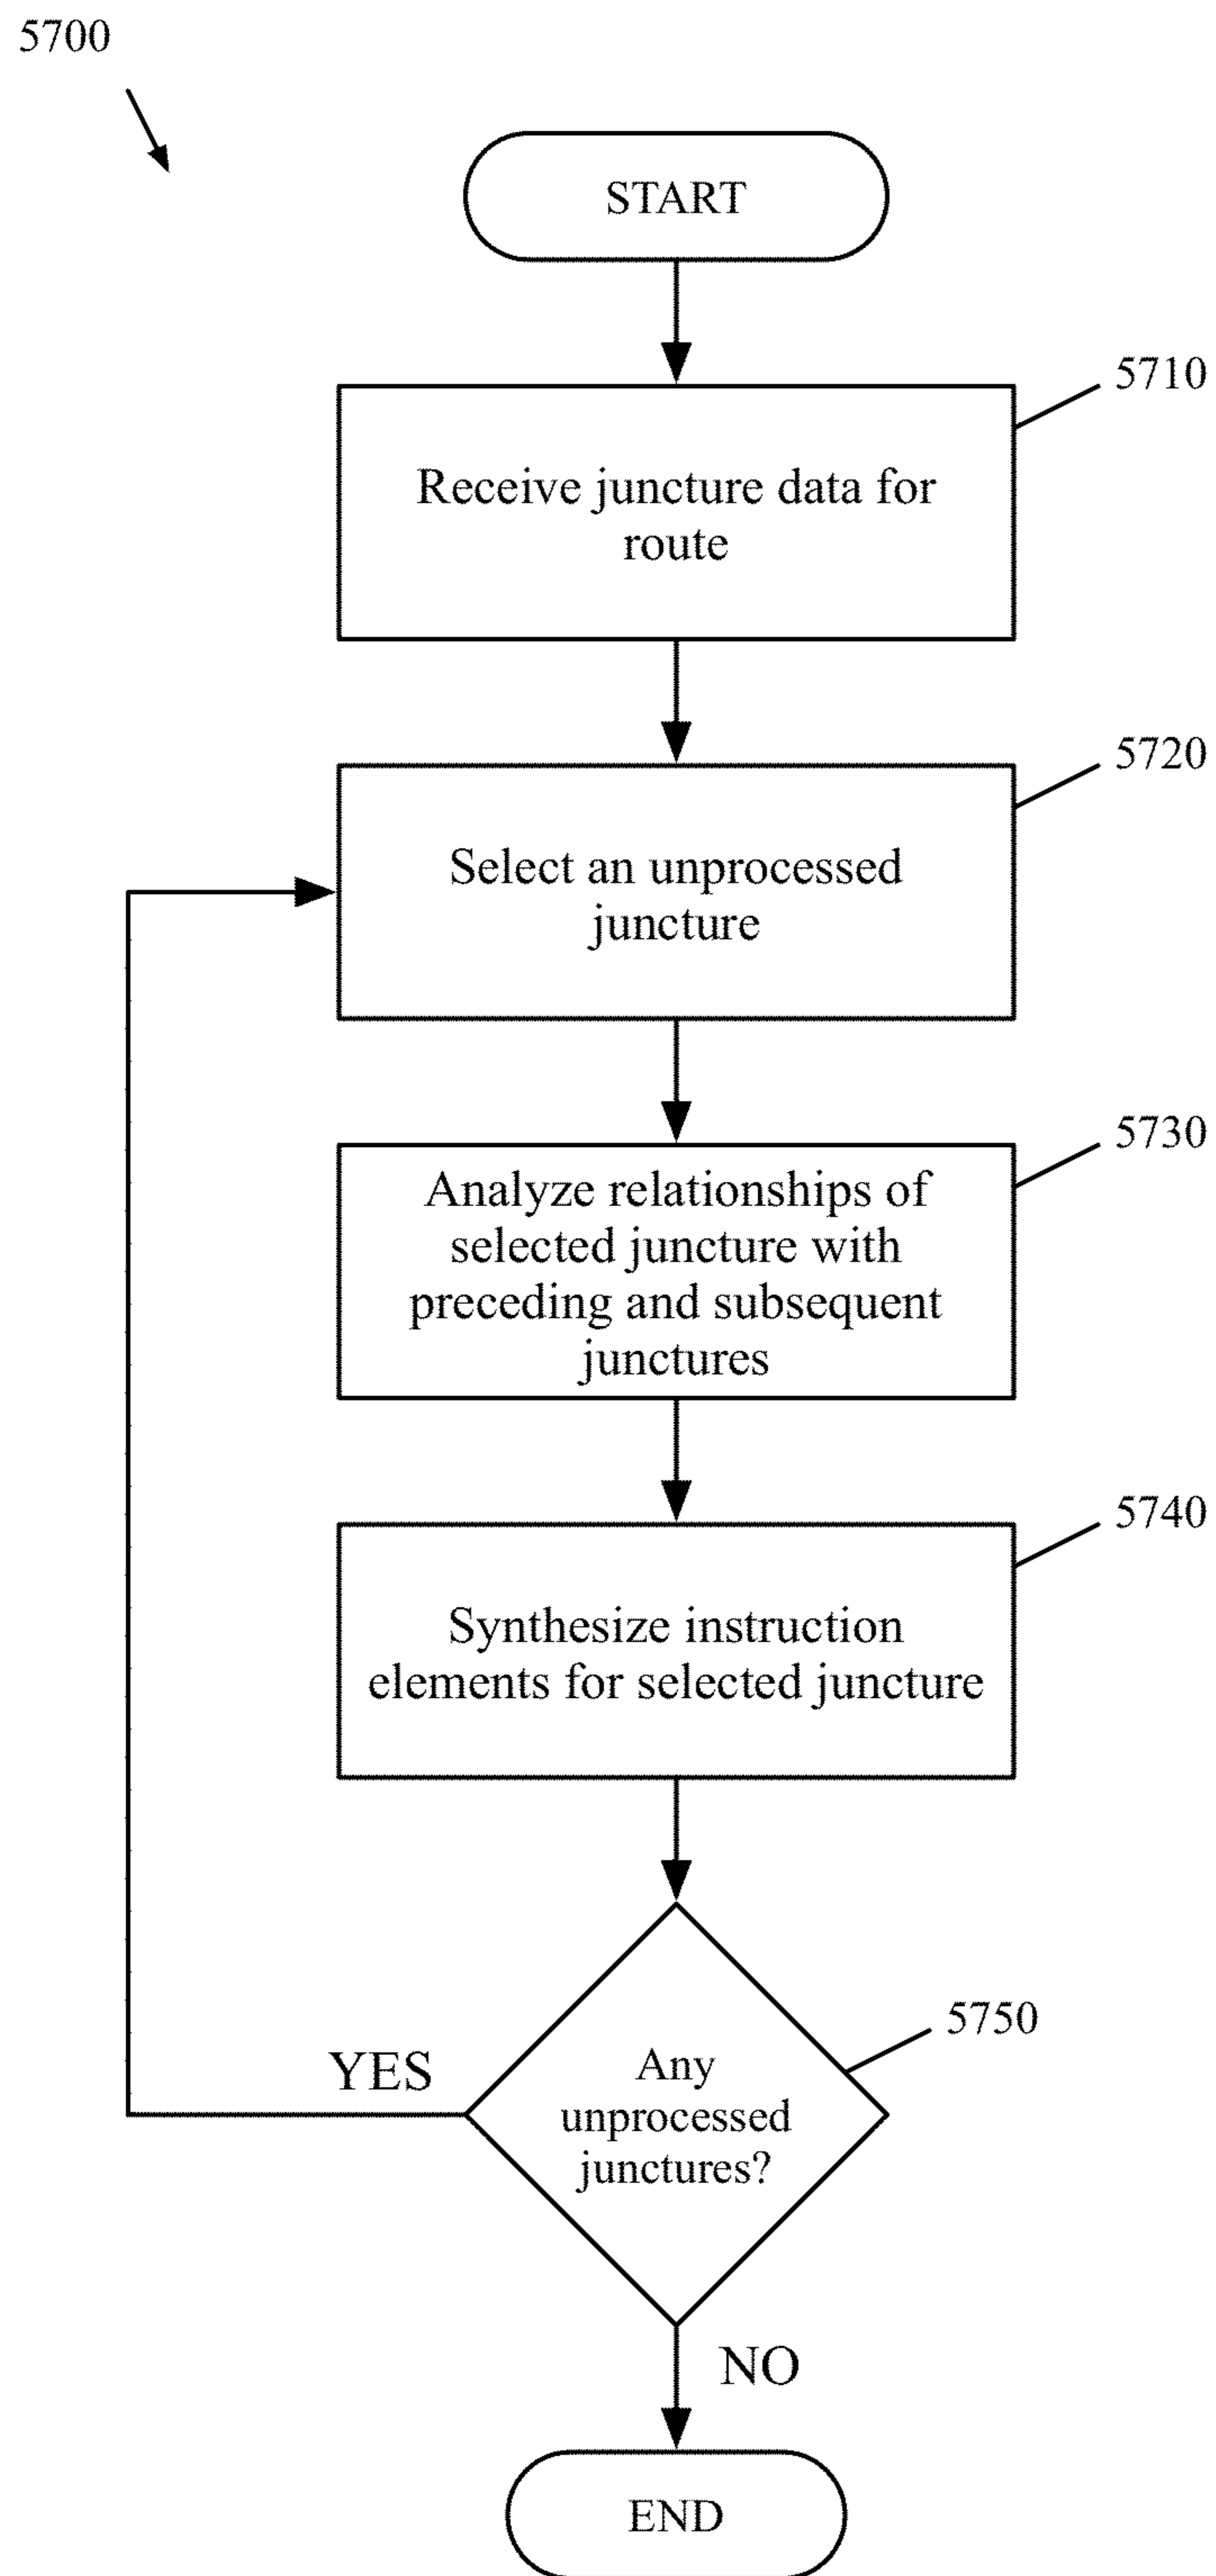 5700
START
5710
Receive juncture data for
route
5720
Select an unprocessed
juncture
5730
Analyze relationships of
selected juncture with
preceding and subsequent
junctures
5740
Synthesize instruction
elements for selected juncture
5750
Any
unprocessed
junctures?
YES
NO
END